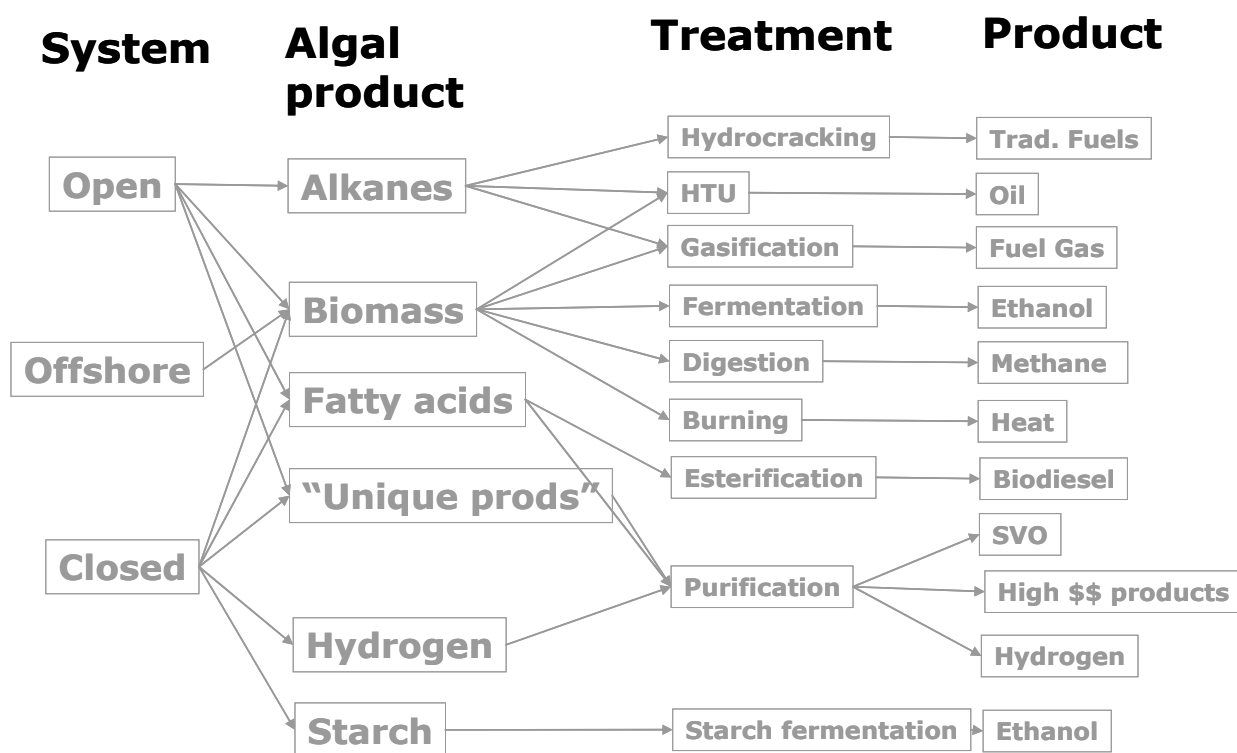 System
Algal
product
Treatment
Product
Open
Offshore
Closed
Alkanes
Biomass
Fatty acids
“Unique prods”
Hydrogen
Starch
Hydrocracking
HTU
Gasification
Fermentation
Digestion
Burning
Esterification
Purification
Starch fermentation
Trad. Fuels
Oil
Fuel Gas
Ethanol
Methane
Heat
Biodiesel
SVO
High $$ products
Hydrogen
Ethanol